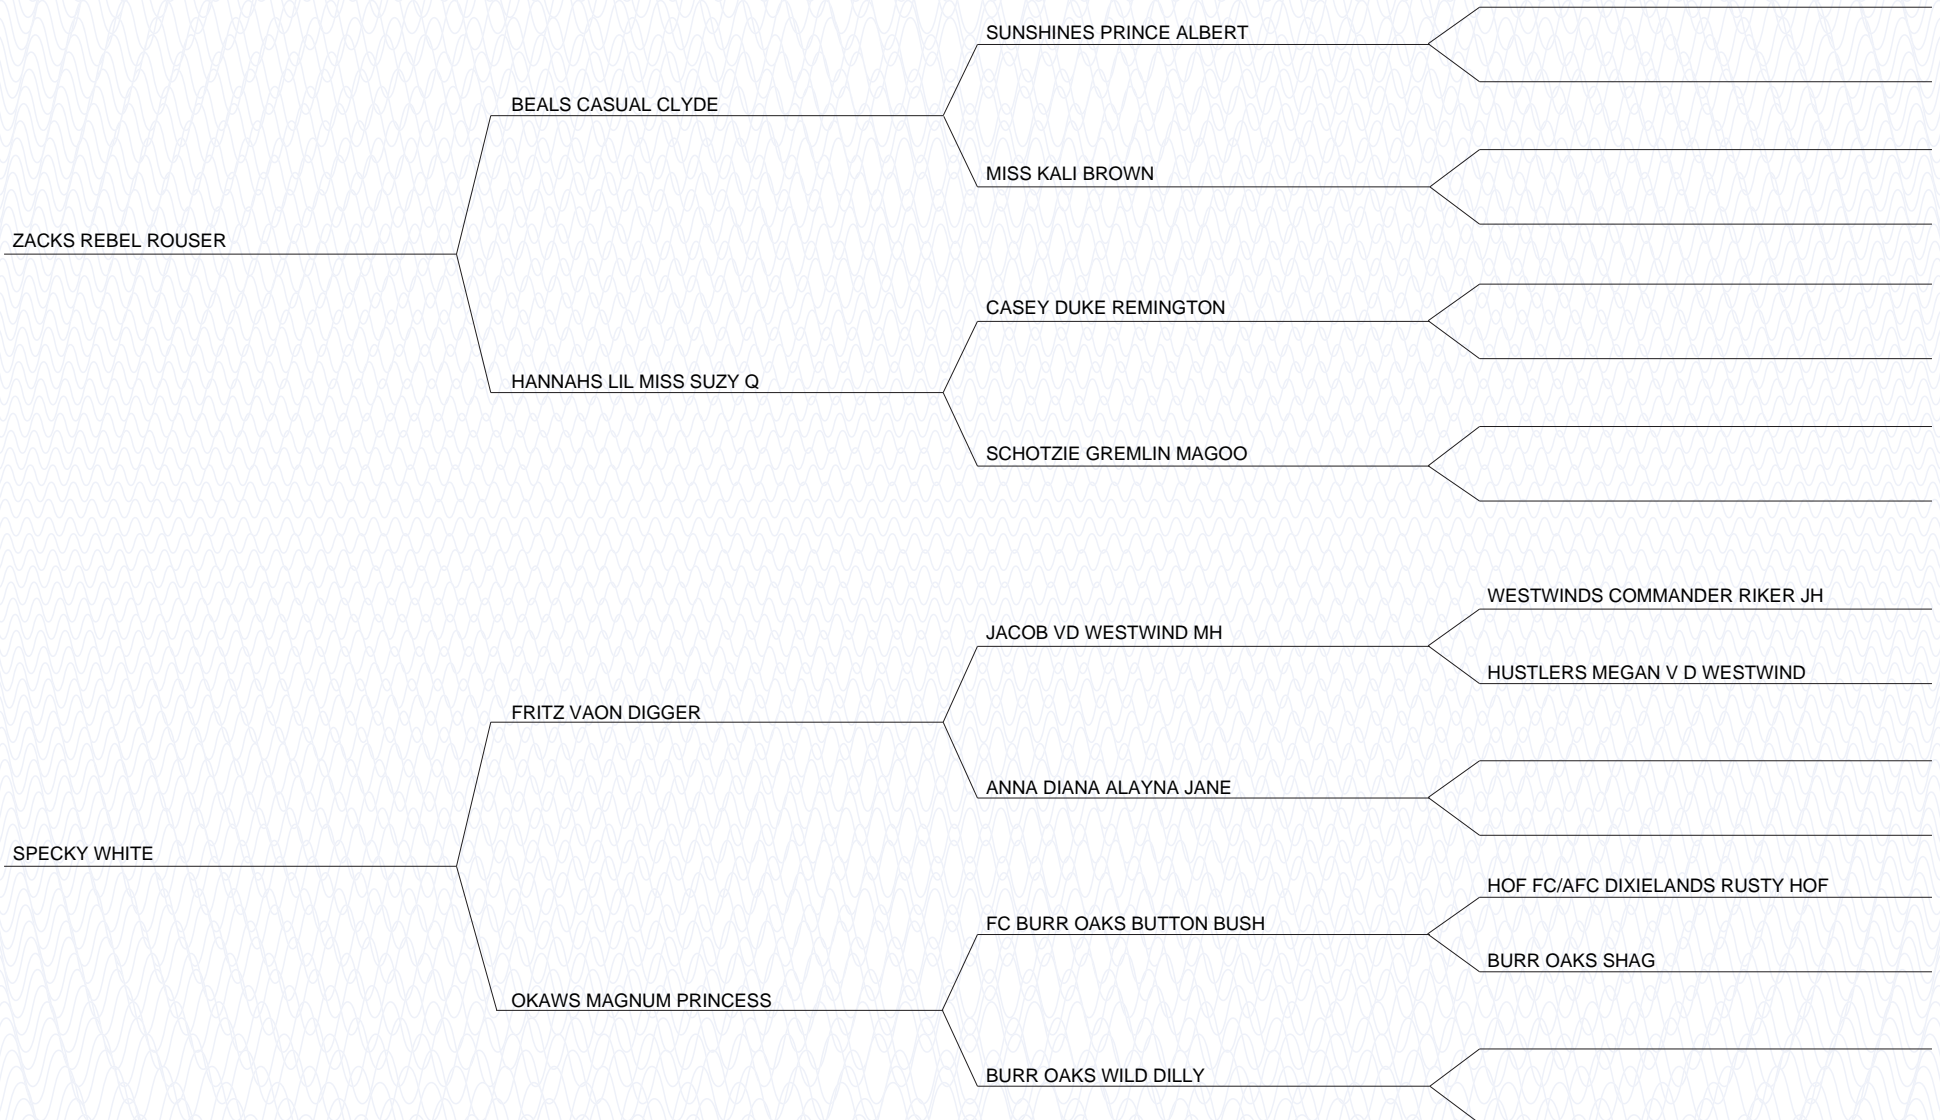 SUNSHINES PRINCE ALBERT
BEALS CASUAL CLYDE
MISS KALI BROWN
ZACKS REBEL ROUSER
CASEY DUKE REMINGTON
HANNAHS LIL MISS SUZY Q
SCHOTZIE GREMLIN MAGOO
WESTWINDS COMMANDER RIKER JH
JACOB VD WESTWIND MH
HUSTLERS MEGAN V D WESTWIND
FRITZ VAON DIGGER
ANNA DIANA ALAYNA JANE
SPECKY WHITE
HOF FC/AFC DIXIELANDS RUSTY HOF
FC BURR OAKS BUTTON BUSH
BURR OAKS SHAG
OKAWS MAGNUM PRINCESS
BURR OAKS WILD DILLY